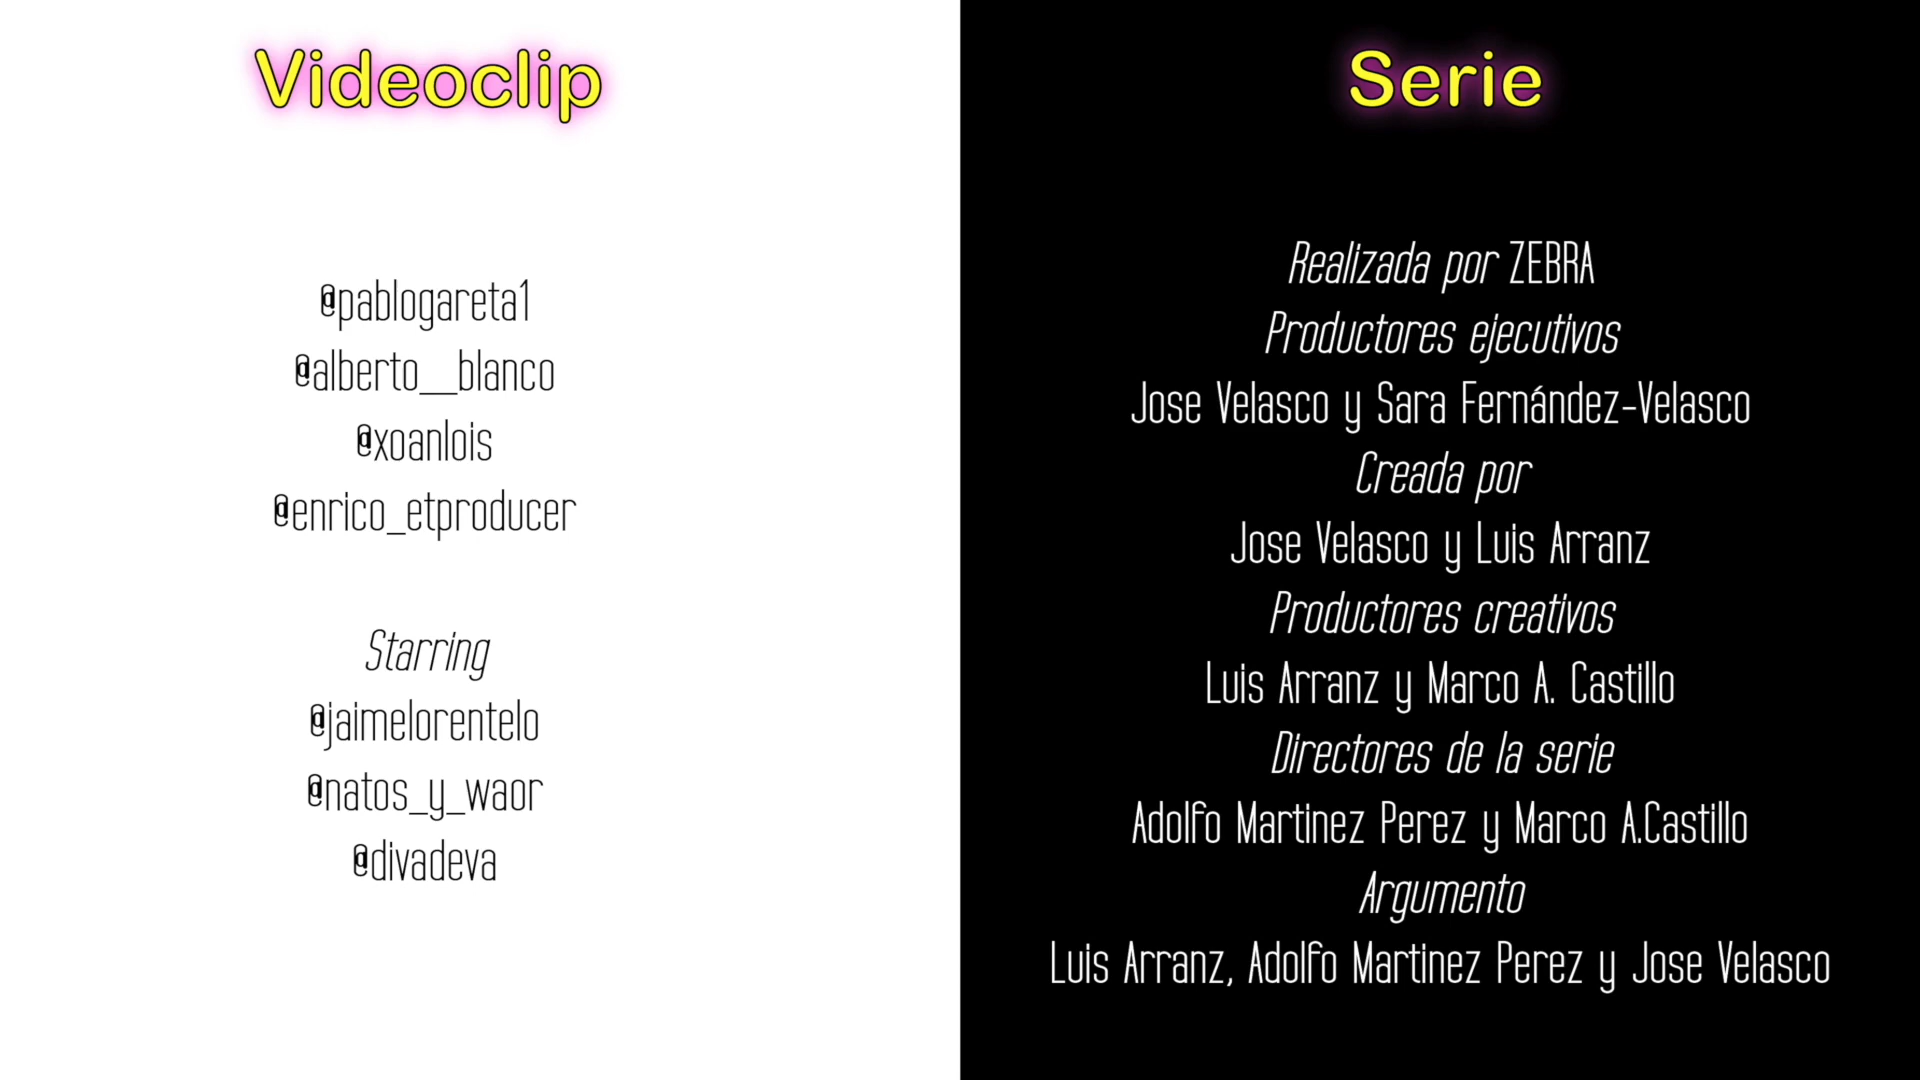 Videoclip
@pablogareta1
@alberto__blanco
@xoanlois
@enrico_etproducer
Starring
@jaimelorentelo
@natos_y_waor
@divadeva
Serie
Realizada por ZEBRA
Productores ejecutivos
Jose Velasco y Sara Fernández-Velasco
Creada por
Jose Velasco y Luis Arranz
Productores creativos
Luis Arranz y Marco A. Castillo
Directores de la serie
Adolfo Martinez Perez y Marco A.Castillo
Argumento
Luis Arranz, Adolfo Martinez Perez y Jose Velasco